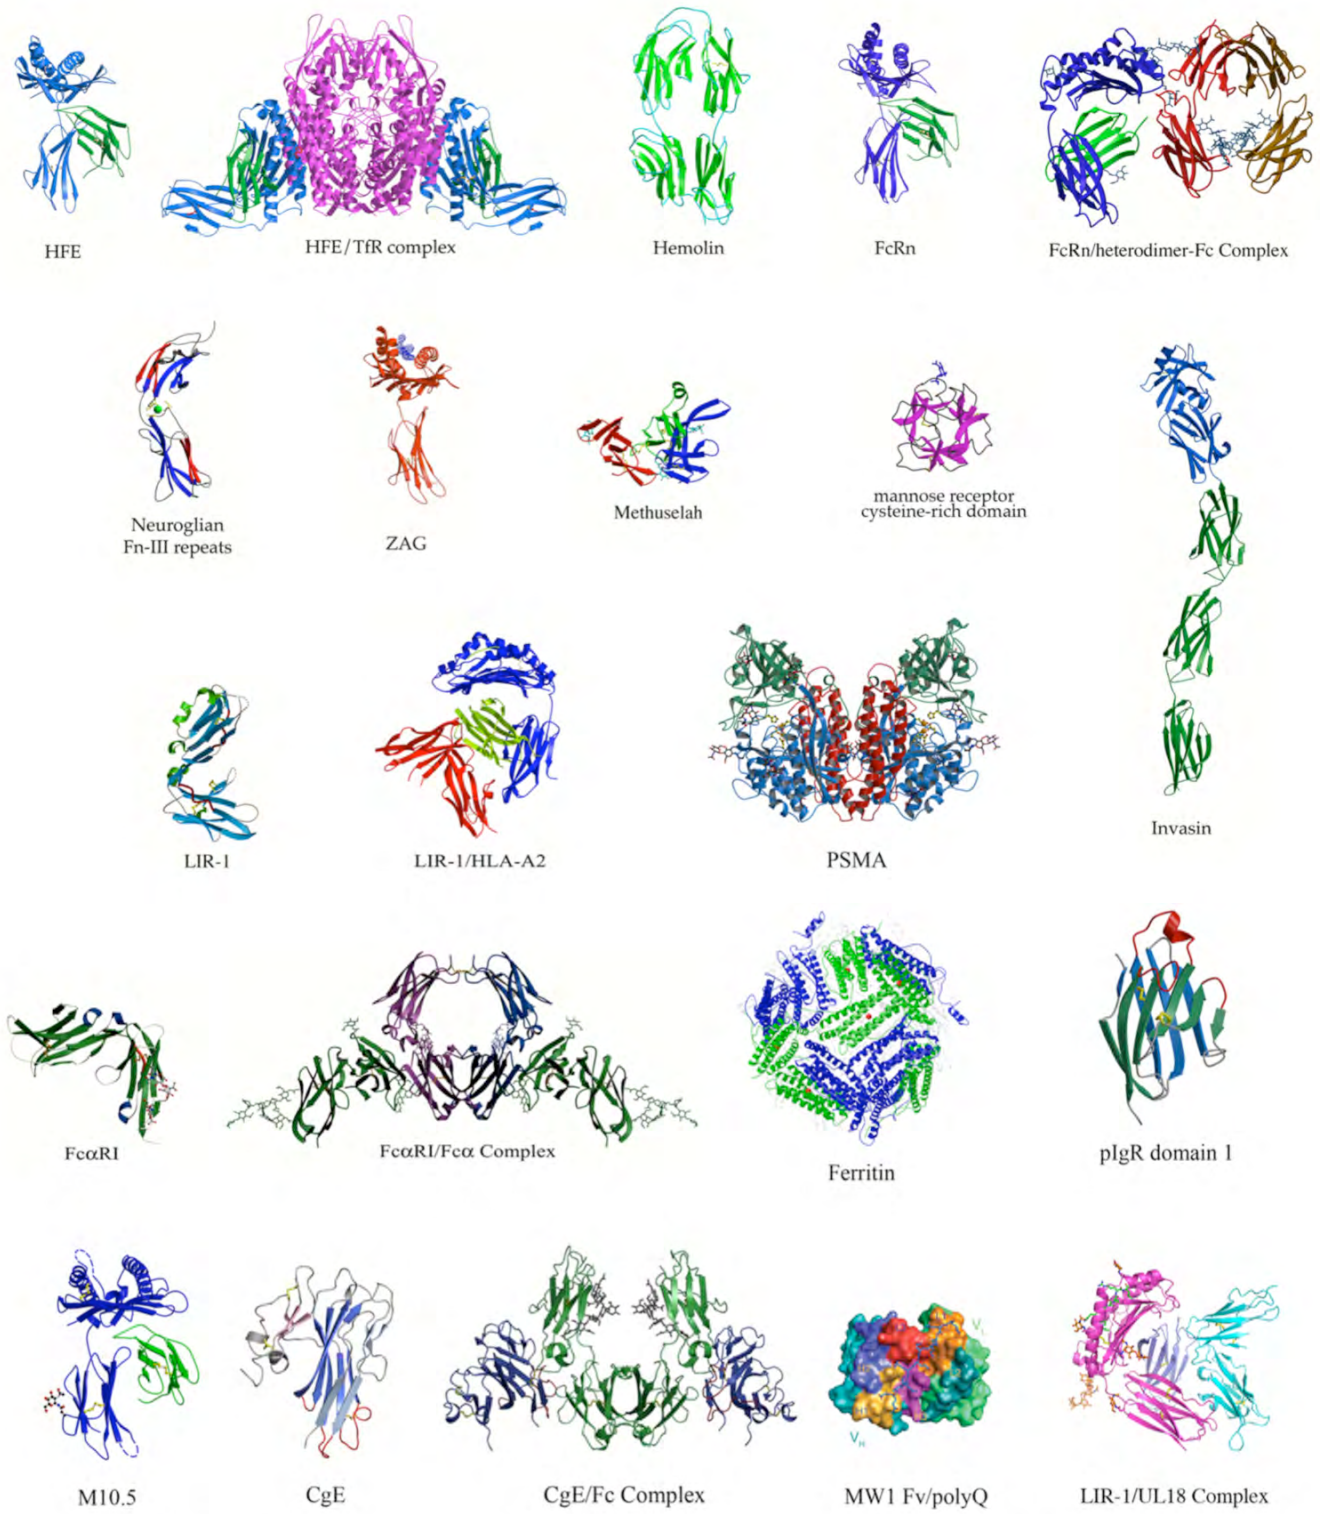 HFE
HFE/TfR complex
Hemolin
FcRn
FcRn/heterodimer-Fc Complex
Neuroglian
Fn-III repeats
ZAG
Methuselah
mannose receptor
cysteine-rich domain
Invasin
LIR-1
LIR-1/HLA-A2
PSMA
FcαRI
FcαRI/Fcα Complex
Ferritin
pIgR domain 1
V
VH
M10.5
CgE
CgE/Fc Complex
MW1 Fv/polyQ
LIR-1/UL18 Complex